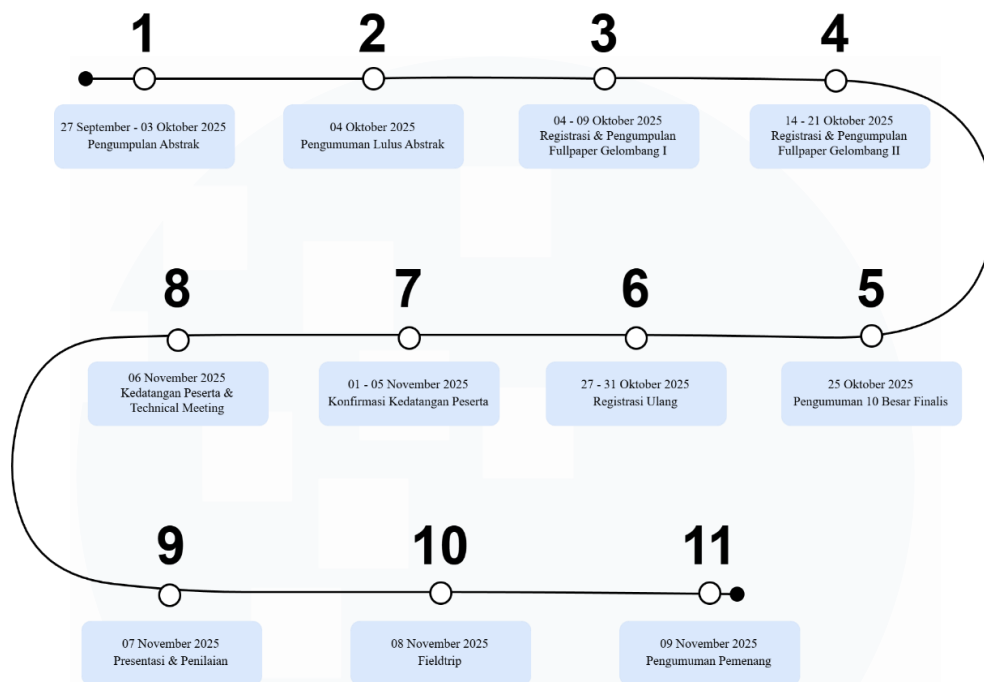 1
27 September - 03 Oktober 2025
Pengumpulan Abstrak
2
04 Oktober 2025
Pengumuman Lulus Abstrak
3
04 - 09 Oktober 2025
Registrasi & Pengumpulan
Fullpaper Gelombang I
4
14 - 21 Oktober 2025
Registrasi & Pengumpulan
Fullpaper Gelombang II
5
25 Oktober 2025
Pengumuman 10 Besar Finalis
6
27 - 31 Oktober 2025
Registrasi Ulang
7
01 - 05 November 2025
Konfirmasi Kedatangan Peserta
8
06 November 2025
Kedatangan Peserta &
Technical Meeting
9
07 November 2025
Presentasi & Penilaian
10
08 November 2025
Fieldtrip
11
09 November 2025
Pengumuman Pemenang